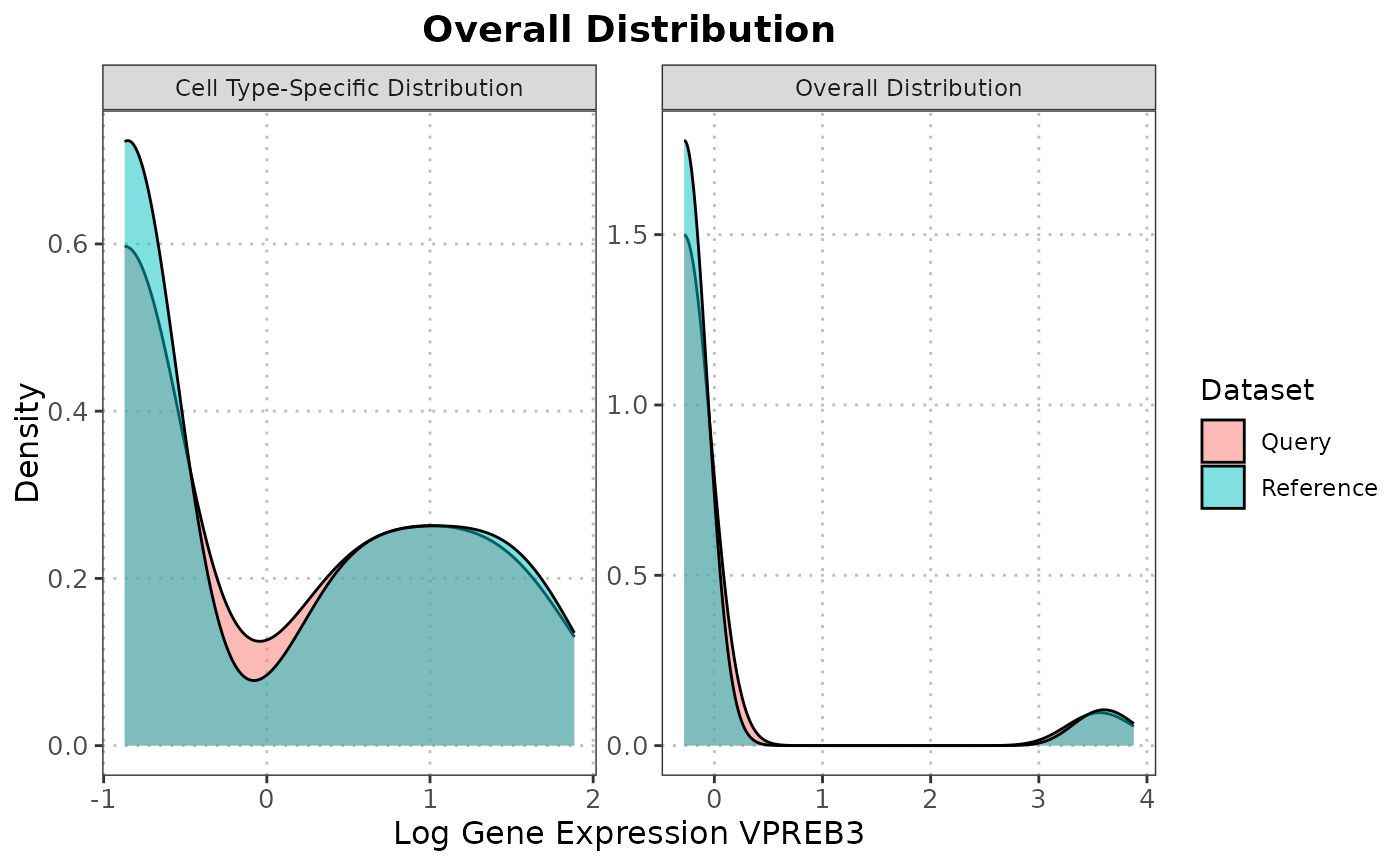 Overall Distribution
Cell Type-Specific Distribution
Overall Distribution
Density
0.6
0.4
0.2
0.0
1.5
1.0
0.5
0.0
-1 0 1 2
0 1 2 3 4
Log Gene Expression VPREB3
Dataset
Query
Reference